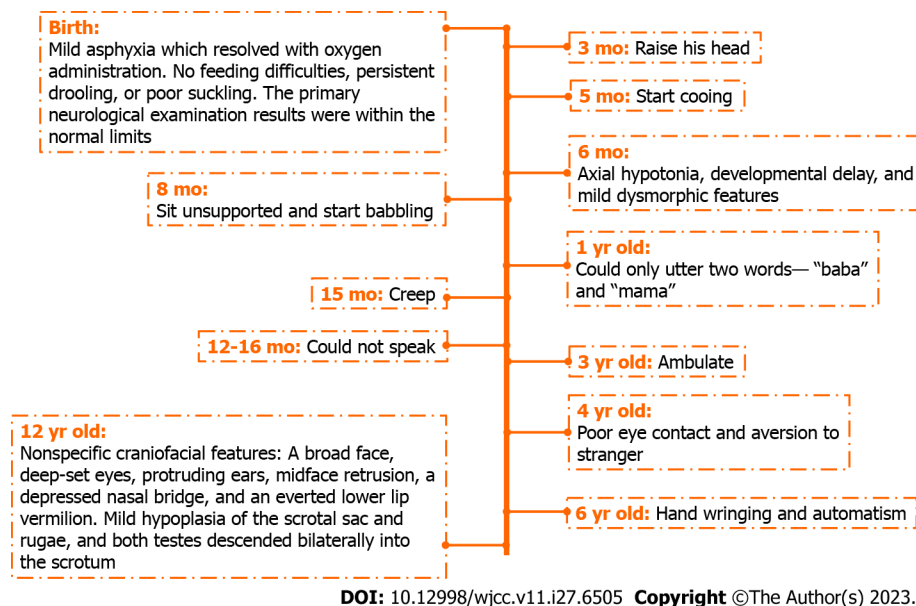 Birth:
Mild asphyxia which resolved with oxygen
administration. No feeding difficulties, persistent
drooling, or poor suckling. The primary
neurological examination results were within the
normal limits
3 mo: Raise his head
5 mo: Start cooing
6 mo:
Axial hypotonia, developmental delay, and
mild dysmorphic features
8 mo:
Sit unsupported and start babbling
1 yr old:
Could only utter two words— “baba”
and “mama”
15 mo: Creep
12-16 mo: Could not speak
3 yr old: Ambulate
4 yr old:
Poor eye contact and aversion to
stranger
6 yr old: Hand wringing and automatism
12 yr old:
Nonspecific craniofacial features: A broad face,
deep-set eyes, protruding ears, midface retrusion, a
depressed nasal bridge, and an everted lower lip
vermilion. Mild hypoplasia of the scrotal sac and
rugae, and both testes descended bilaterally into
the scrotum
DOI: 10.12998/wjcc.v11.i27.6505 Copyright ©The Author(s) 2023.